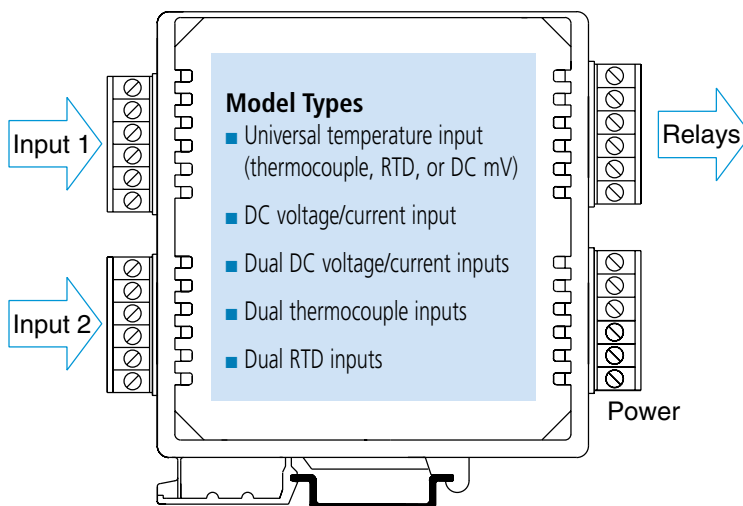 Model Types
■ Universal temperature input
(thermocouple, RTD, or DC mV)
■ DC voltage/current input
■ Dual DC voltage/current inputs
■ Dual thermocouple inputs
■ Dual RTD inputs
Input 1
Input 2
Relays
Power